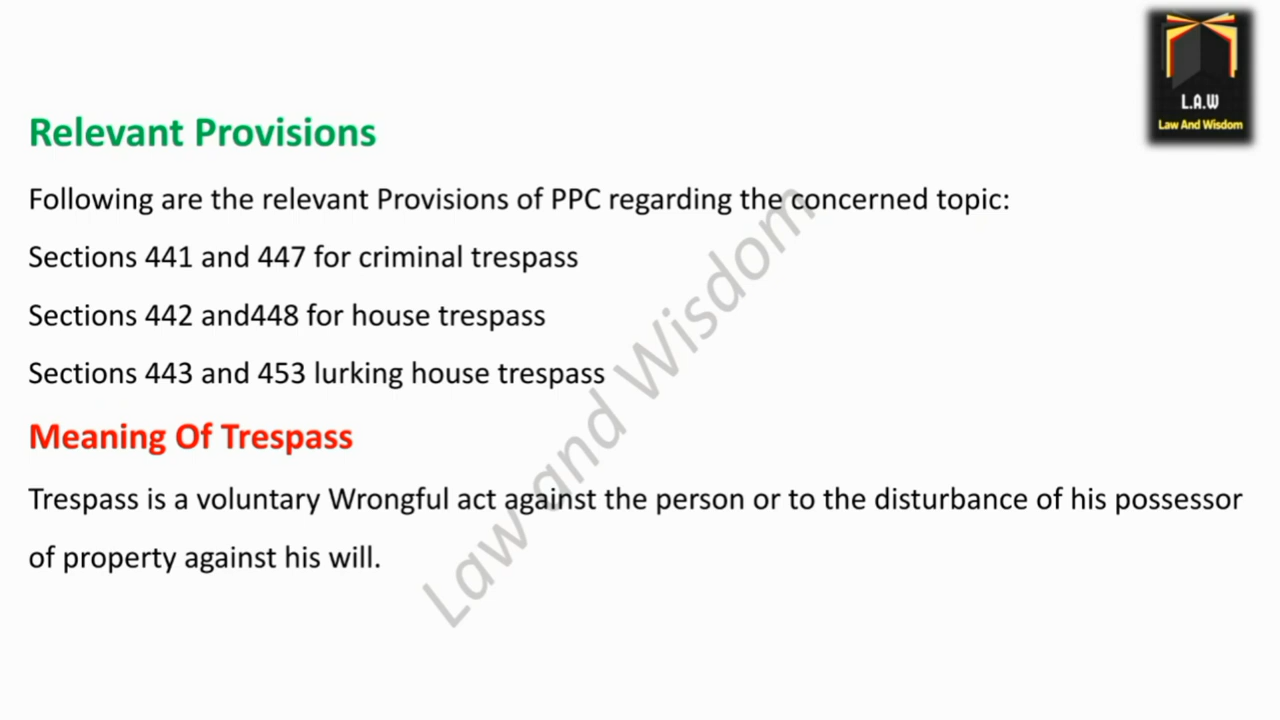 L.A.W
Law And Wisdom
Relevant Provisions
Following are the relevant Provisions of PPC regarding the concerned topic:
Sections 441 and 447 for criminal trespass
Sections 442 and448 for house trespass
Sections 443 and 453 lurking house trespass
Meaning Of Trespass
Trespass is a voluntary Wrongful act against the person or to the disturbance of his possessor
of property against his will.
Law and Wisdom